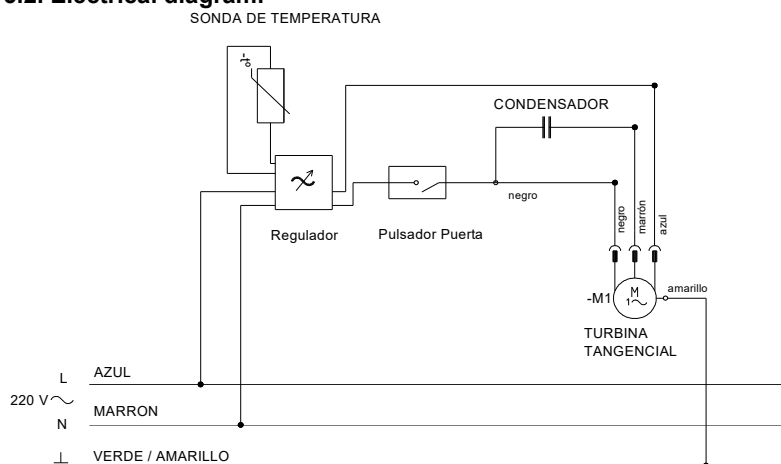 SONDA DE TEMPERATURA
-tº
CONDENSADOR
negro
Regulador
Pulsador Puerta
negro
marrón
azul
M
1
-M1
amarillo
TURBINA
TANGENCIAL
L
AZUL
220 V
MARRON
N
VERDE / AMARILLO